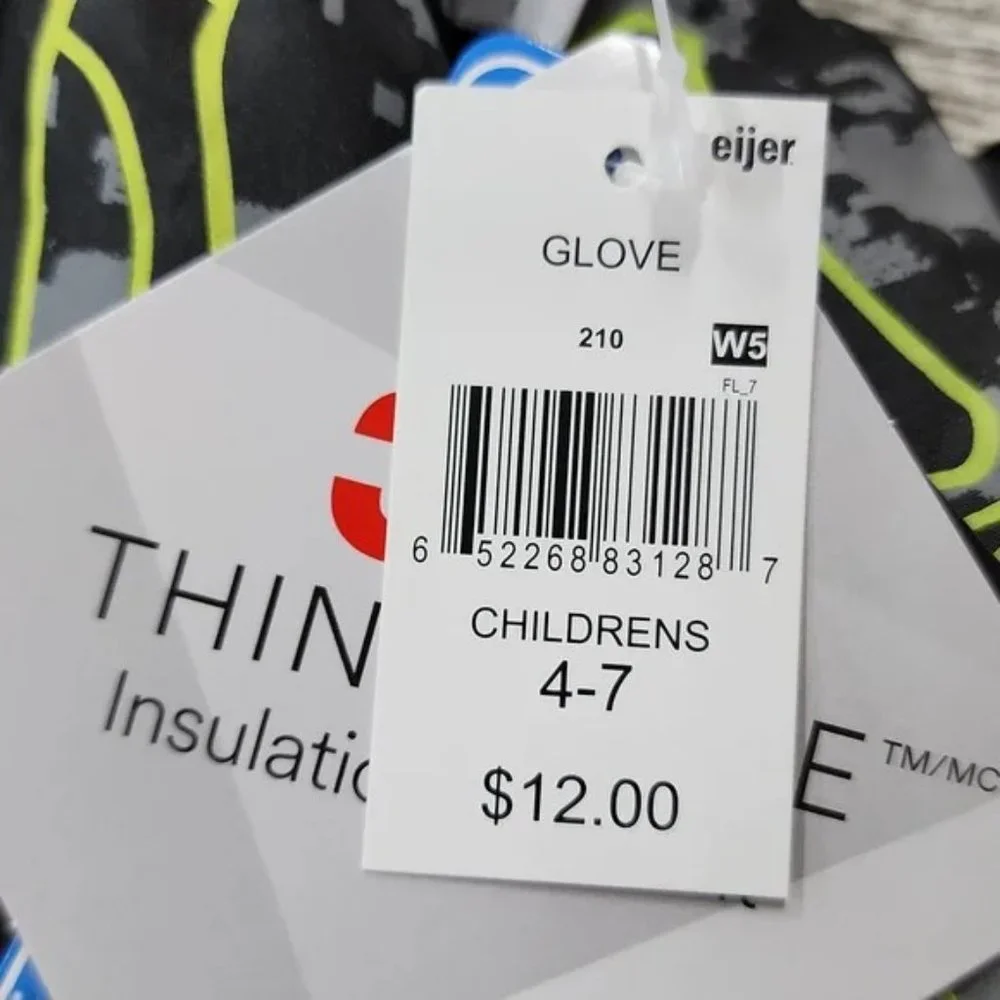 eijer
GLOVE
210 W5
FL_7
6 52268 83128 7
CHILDRENS
4-7
$12.00
THIN
E TM/MC
Insulatio